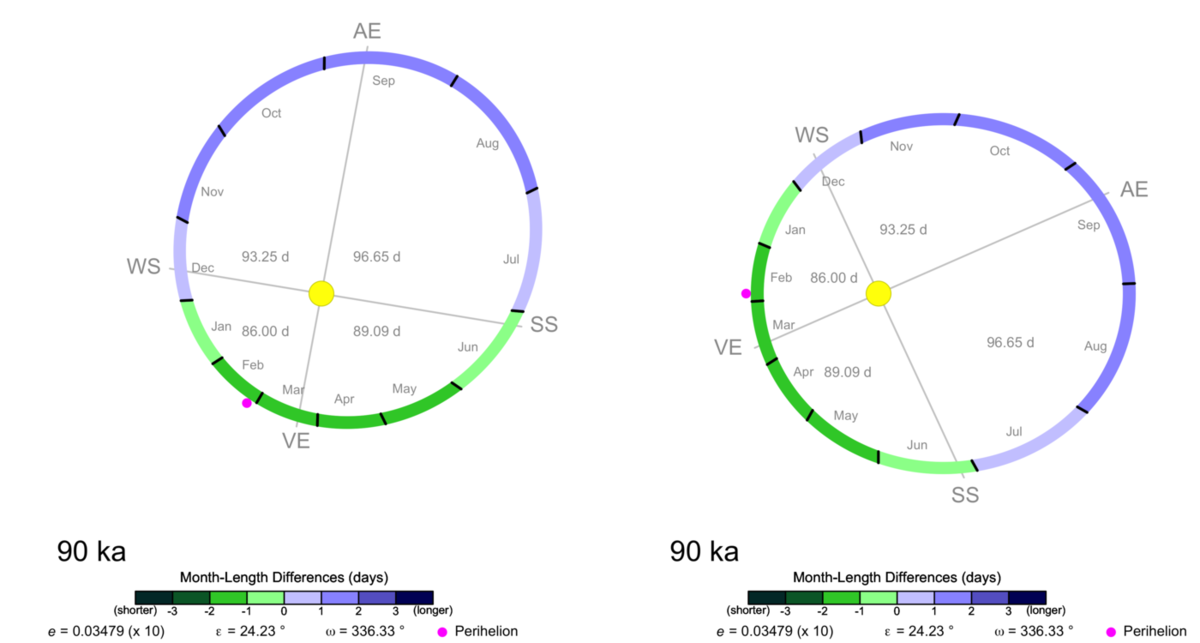 AE
Sep
Oct
Aug
Nov
93.25 d 96.65 d
WS Dec Jul
Jan 86.00 d 89.09 d SS
Jun
Feb
Mar Apr May
VE
90 ka
Month-Length Differences (days)
(shorter) -3 -2 -1 0 1 2 3 (longer)
e = 0.03479 (x 10) ε = 24.23 ° ω = 336.33 ° Perihelion
WS
Nov Oct
Dec AE
Jan 93.25 d Sep
Feb 86.00 d
Mar
VE 96.65 d Aug
Apr 89.09 d
May
Jun Jul
SS
90 ka
Month-Length Differences (days)
(shorter) -3 -2 -1 0 1 2 3 (longer)
e = 0.03479 (x 10) ε = 24.23 ° ω = 336.33 ° Perihelion